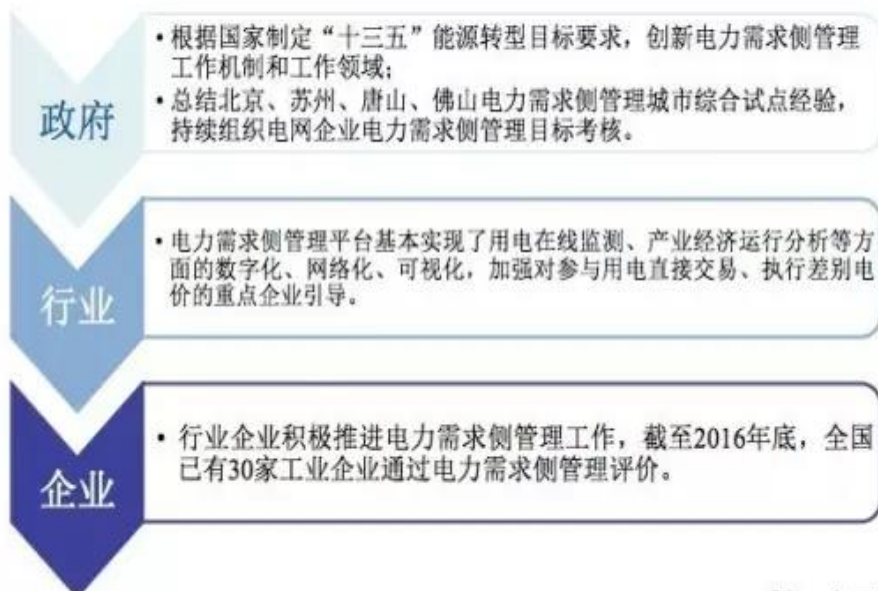 政府
• 根据国家制定“十三五”能源转型目标要求，创新电力需求侧管理
工作机制和工作领域；
• 总结北京、苏州、唐山、佛山电力需求侧管理城市综合试点经验，
持续组织电网企业电力需求侧管理目标考核。
行业
• 电力需求侧管理平台基本实现了用电在线监测、产业经济运行分析等方
面的数字化、网络化、可视化，加强对参与用电直接交易、执行差别电
价的重点企业引导。
企业
• 行业企业积极推进电力需求侧管理工作，截至2016年底，全国
已有30家工业企业通过电力需求侧管理评价。